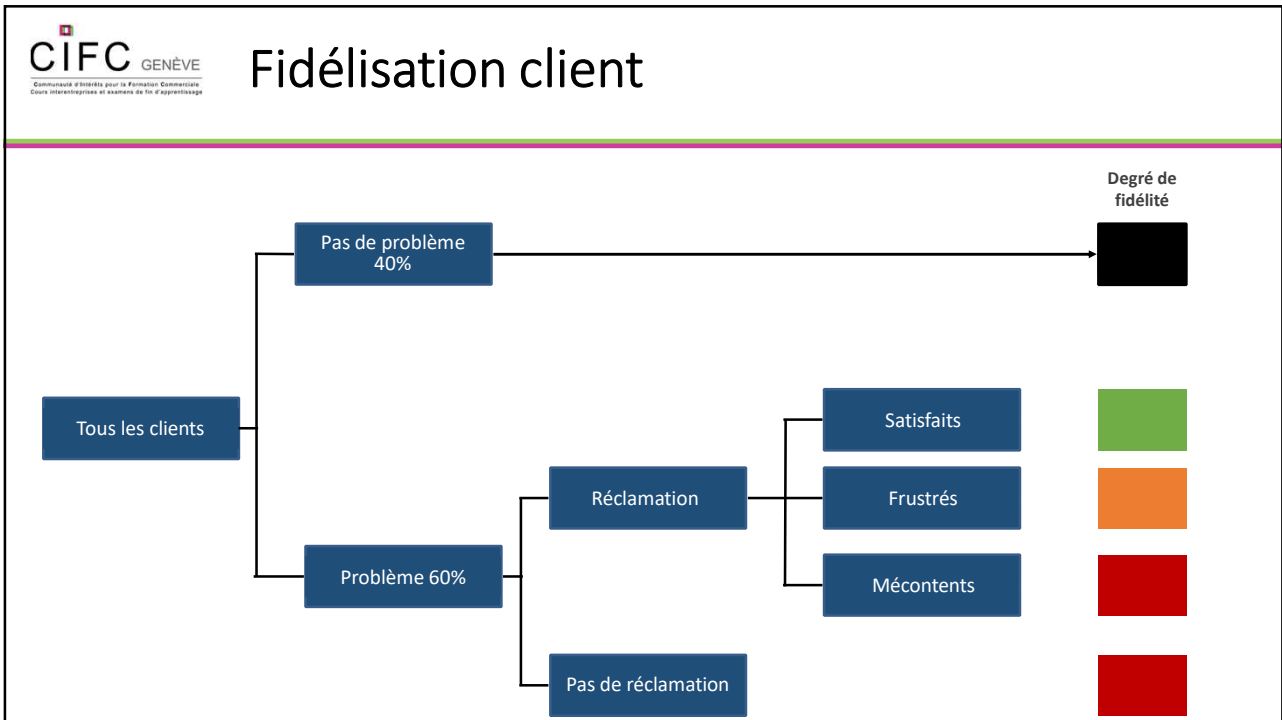 CIFC GENÈVE
Communauté d'Intérêts pour la Formation Commerciale
Cours interentreprises et examens de fin d'apprentissage
Fidélisation client
Degré de
fidélité
Pas de problème
40%
Tous les clients
Satisfaits
Réclamation
Frustrés
Problème 60%
Mécontents
Pas de réclamation